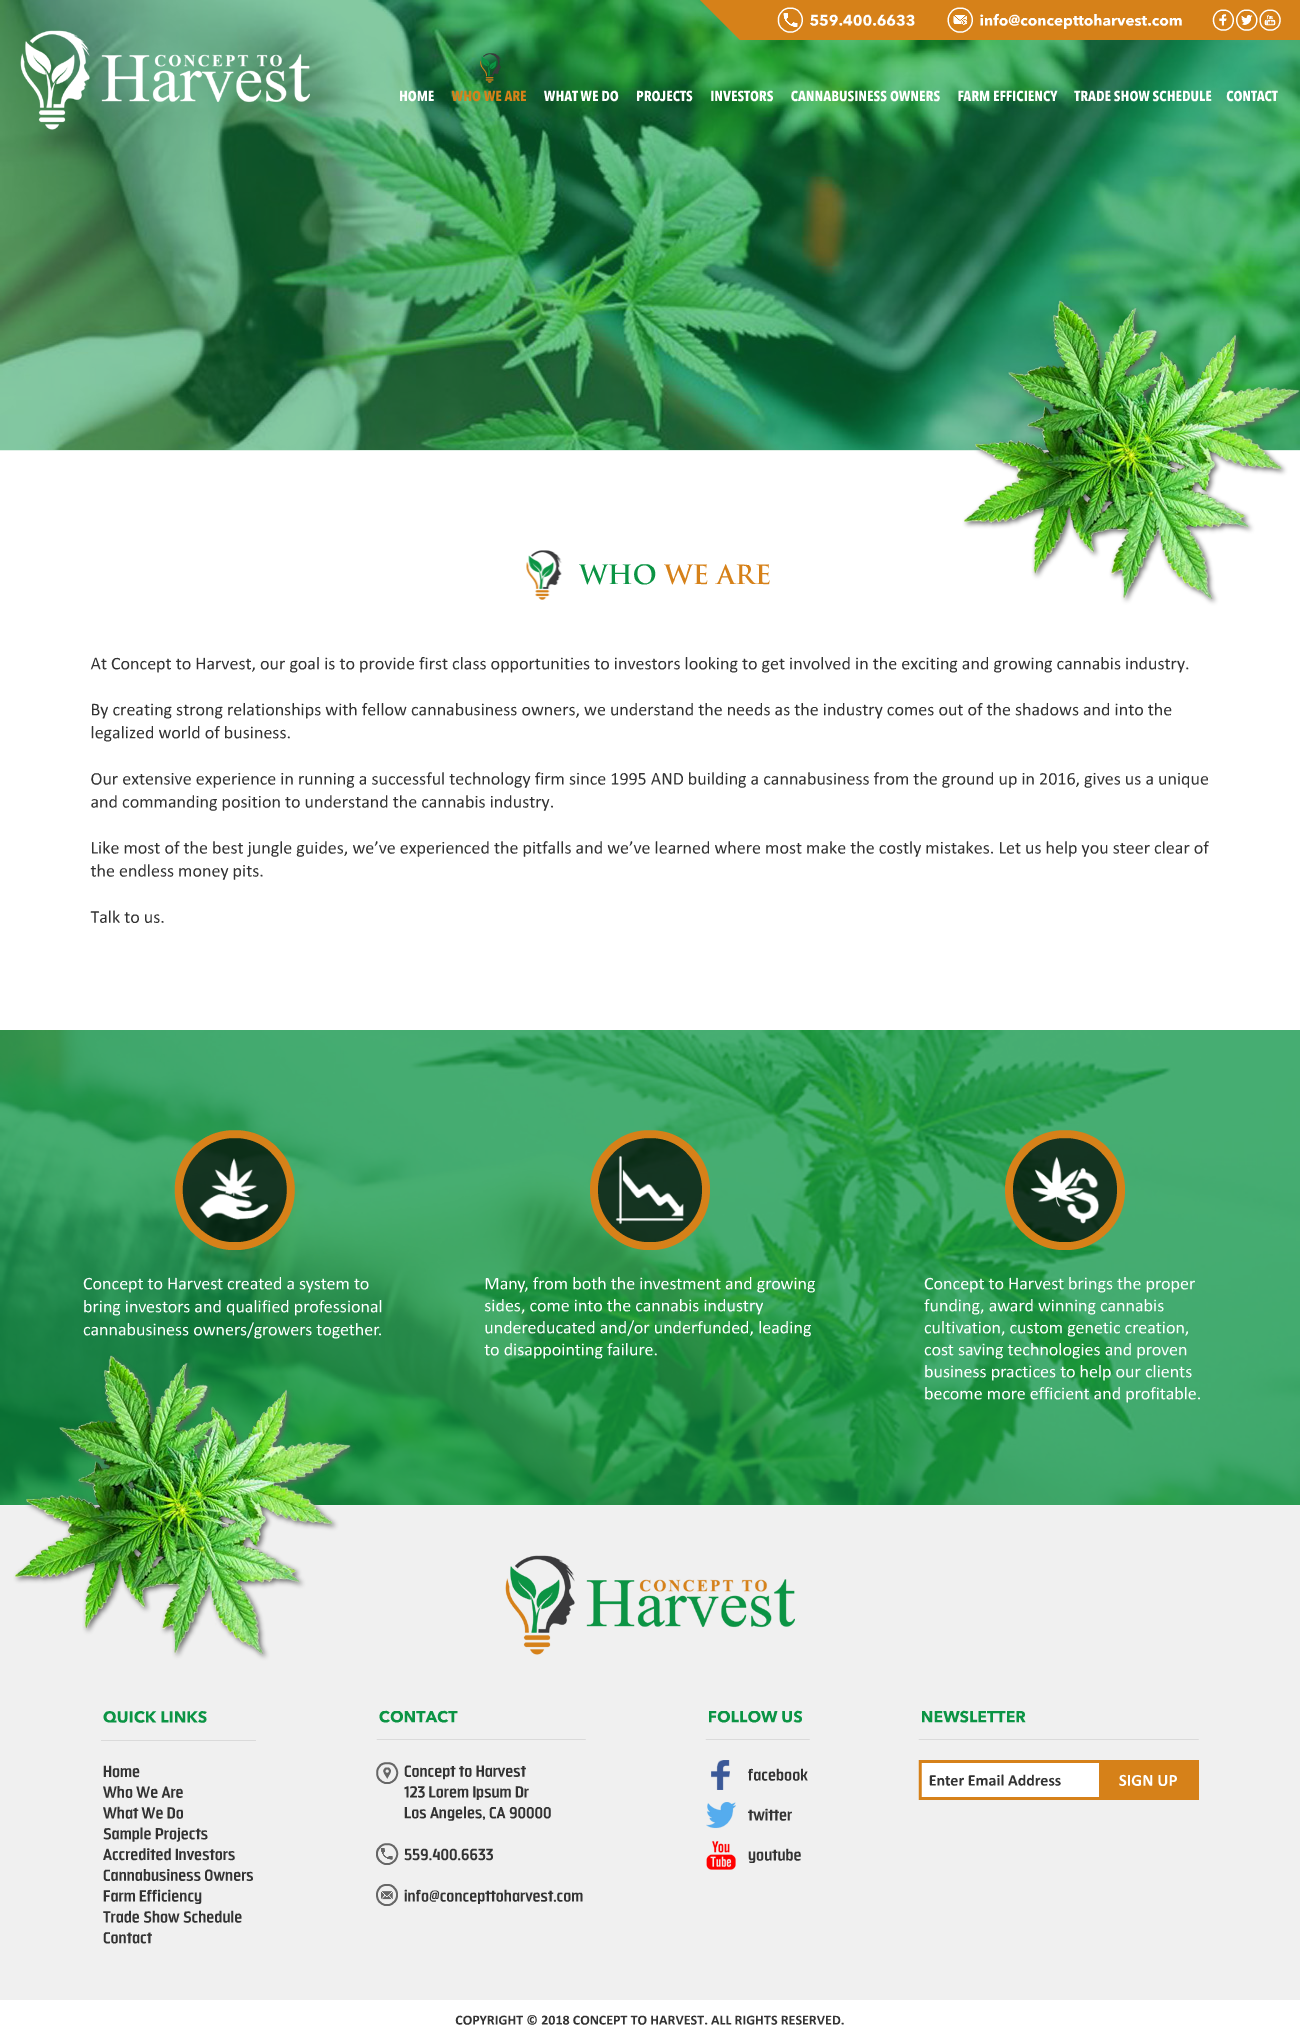 559.400.6633
info@concepttoharvest.com
CONCEPT TO
Harvest
HOME WHO WE ARE WHAT WE DO PROJECTS INVESTORS CANNABUSINESS OWNERS FARM EFFICIENCY TRADE SHOW SCHEDULE CONTACT
WHO WE ARE
At Concept to Harvest, our goal is to provide first class opportunities to investors looking to get involved in the exciting and growing cannabis industry.
By creating strong relationships with fellow cannabusiness owners, we understand the needs as the industry comes out of the shadows and into the
legalized world of business.
Our extensive experience in running a successful technology firm since 1995 AND building a cannabusiness from the ground up in 2016, gives us a unique
and commanding position to understand the cannabis industry.
Like most of the best jungle guides, we’ve experienced the pitfalls and we’ve learned where most make the costly mistakes. Let us help you steer clear of
the endless money pits.
Talk to us.
Concept to Harvest created a system to
bring investors and qualified professional
cannabusiness owners/growers together.
Many, from both the investment and growing
sides, come into the cannabis industry
undereducated and/or underfunded, leading
to disappointing failure.
Concept to Harvest brings the proper
funding, award winning cannabis
cultivation, custom genetic creation,
cost saving technologies and proven
business practices to help our clients
become more efficient and profitable.
CONCEPT TO
Harvest
QUICK LINKS
Home
Who We Are
What We Do
Sample Projects
Accredited Investors
Cannabusiness Owners
Farm Efficiency
Trade Show Schedule
Contact
CONTACT
Concept to Harvest
123 Lorem Ipsum Dr
Los Angeles, CA 90000
559.400.6633
info@concepttoharvest.com
FOLLOW US
facebook
twitter
You
Tube
youtube
NEWSLETTER
Enter Email Address
SIGN UP
COPYRIGHT © 2018 CONCEPT TO HARVEST. ALL RIGHTS RESERVED.